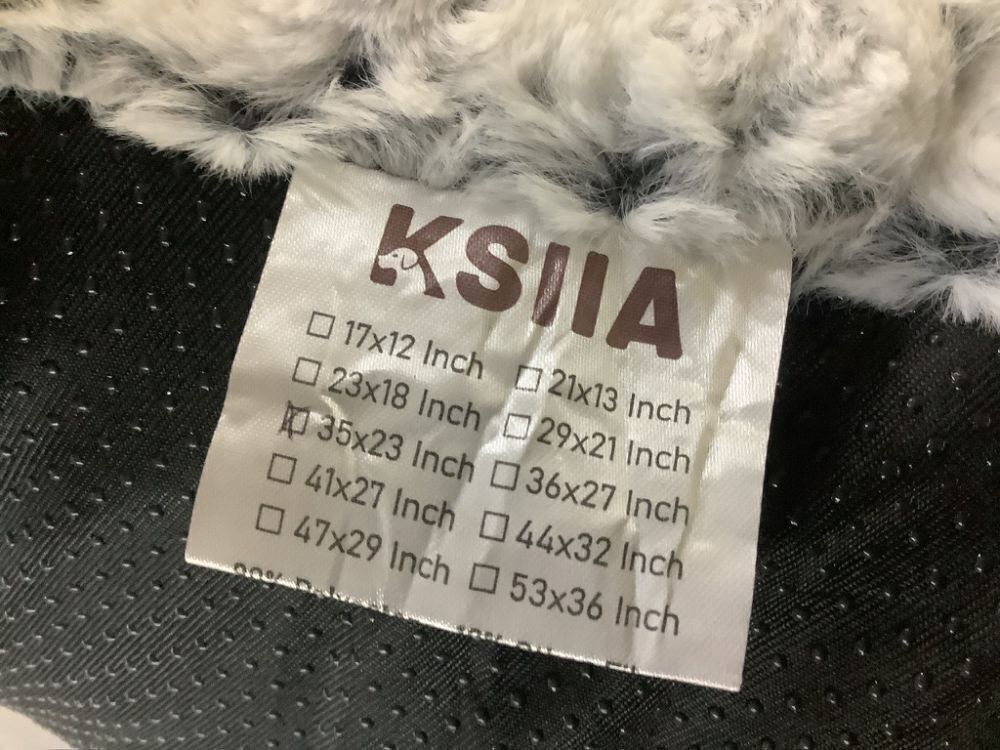 KSIIA
☐ 17x12 Inch ☐ 21x13 Inch
☐ 23x18 Inch ☐ 29x21 Inch
☒ 35x23 Inch ☐ 36x27 Inch
☐ 41x27 Inch ☐ 44x32 Inch
☐ 47x29 Inch ☐ 53x36 Inch